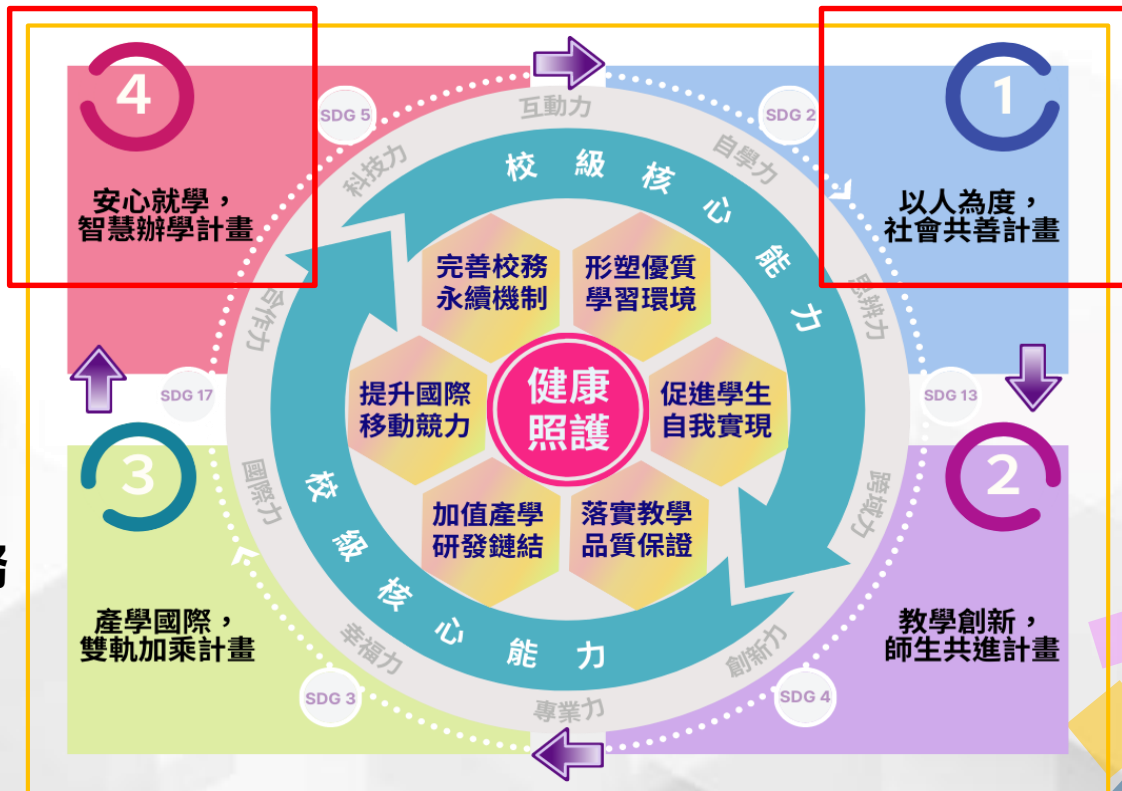 4
安心就學，
智慧辦學計畫
1
以人為度，
社會共善計畫
SDG 5
SDG 2
互動力
自學力
思辨力
SDG 13
跨域力
創新力
SDG 4
專業力
SDG 3
幸福力
國際力
SDG 17
合作力
科技力
校級核心能力
校級核心能力
完善校務
永續機制
形塑優質
學習環境
提升國際
移動競力
健康
照護
促進學生
自我實現
加值產學
研發鏈結
落實教學
品質保證
3
產學國際，
雙軌加乘計畫
2
教學創新，
師生共進計畫